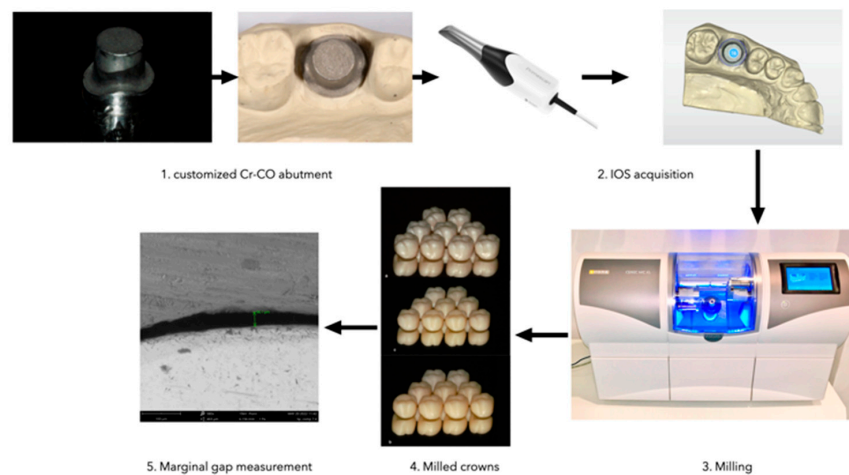 1. customized Cr-CO abutment
2. IOS acquisition
3. Milling
4. Milled crowns
5. Marginal gap measurement